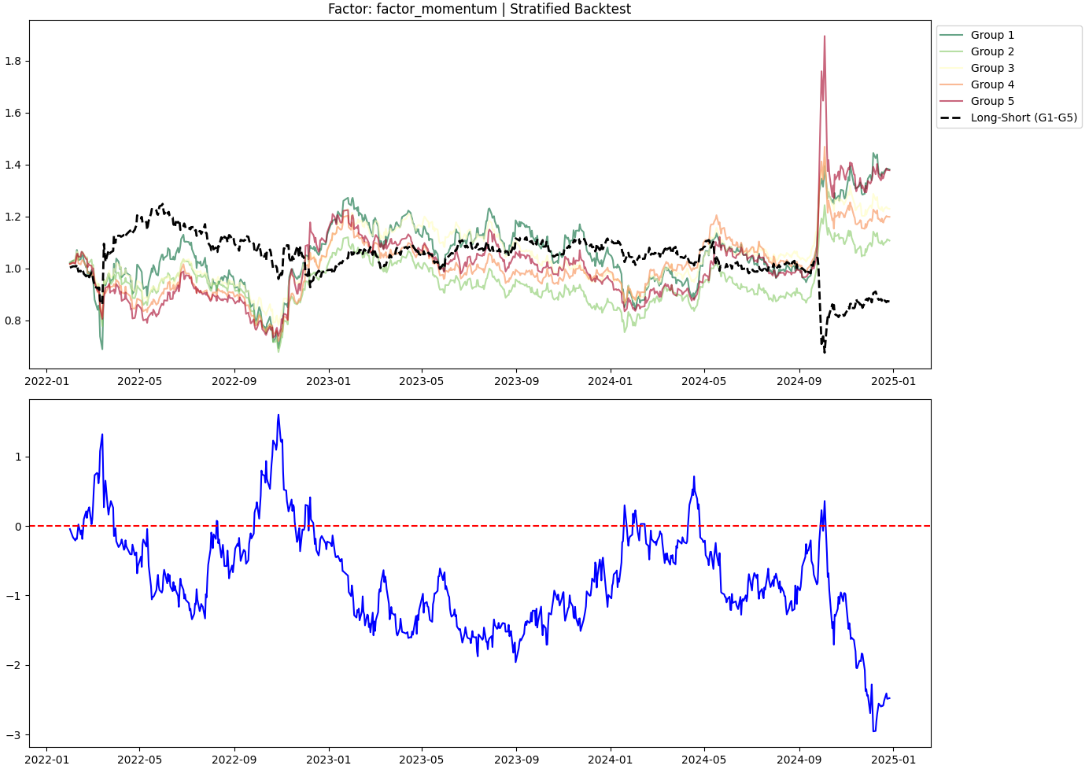 Factor: factor_momentum | Stratified Backtest
1.8
1.6
1.4
1.2
1.0
0.8
2022-01 2022-05 2022-09 2023-01 2023-05 2023-09 2024-01 2024-05 2024-09 2025-01
Group 1
Group 2
Group 3
Group 4
Group 5
Long-Short (G1-G5)
1
0
−1
−2
−3
2022-01 2022-05 2022-09 2023-01 2023-05 2023-09 2024-01 2024-05 2024-09 2025-01